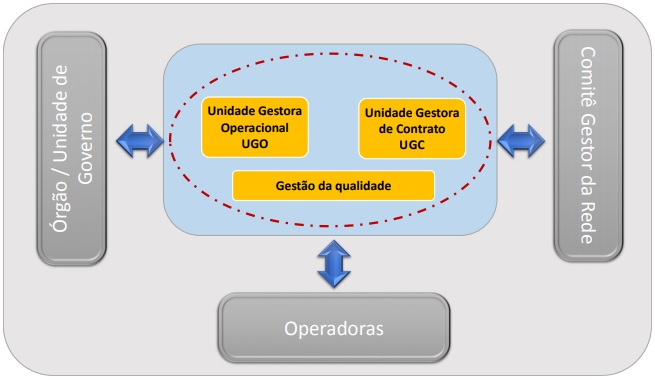 Órgão / Unidade de
Governo
Unidade Gestora
Operacional
UGO
Unidade Gestora
de Contrato
UGC
Gestão da qualidade
Comitê Gestor da Rede
Operadoras